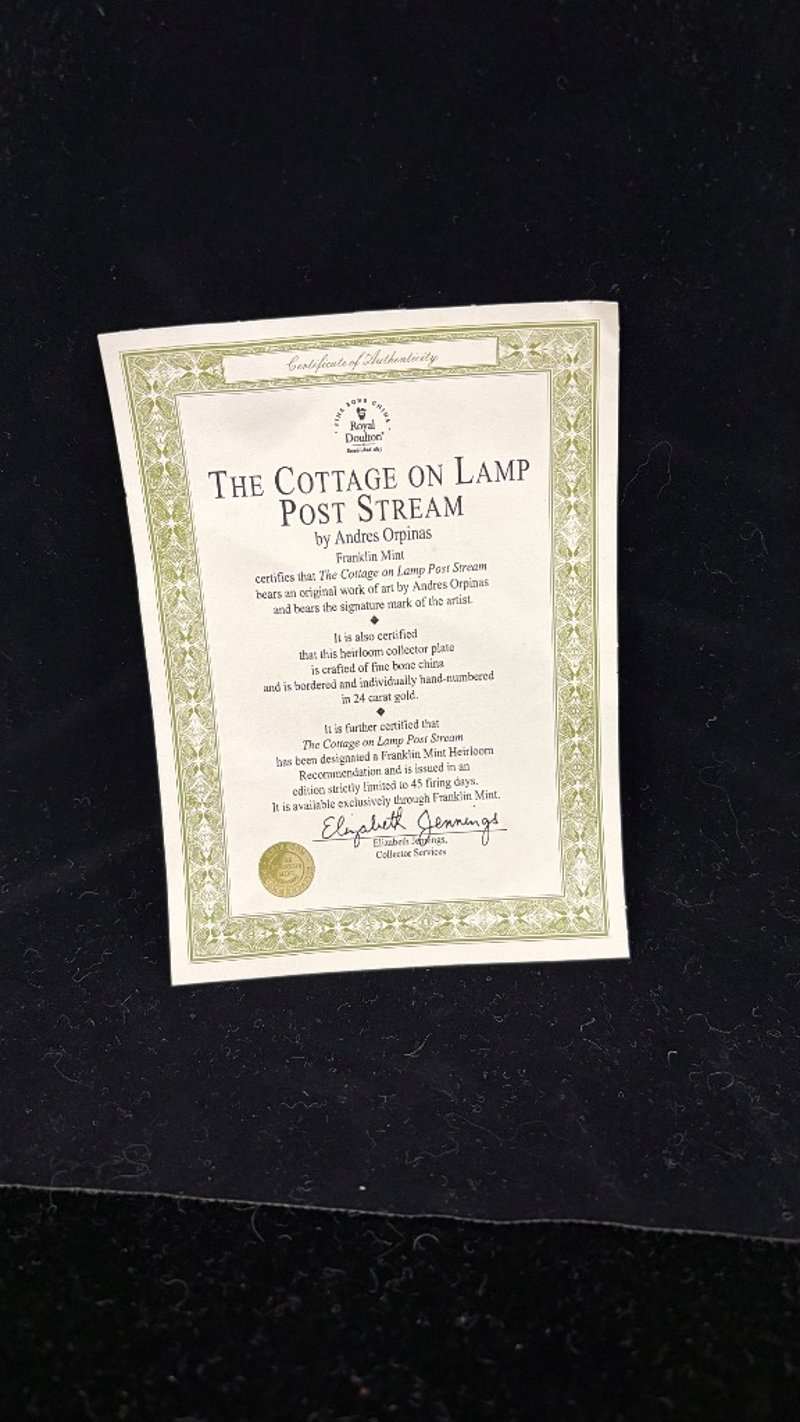 Certificate of Authenticity
FINE BONE CHINA
Royal
Doulton
THE COTTAGE ON LAMP
POST STREAM
by Andres Orpinas
Franklin Mint
certifies that The Cottage on Lamp Post Stream
bears an original work of art by Andres Orpinas
and bears the signature mark of the artist.
It is also certified
that this heirloom collector plate
is crafted of fine bone china
and is bordered and individually hand-numbered
in 24 carat gold.
It is further certified that
The Cottage on Lamp Post Stream
has been designated a Franklin Mint Heirloom
Recommendation and is issued in an
edition strictly limited to 45 firing days.
It is available exclusively through Franklin Mint.
Elizabeth Jennings
Elizabeth Jennings,
Collector Services